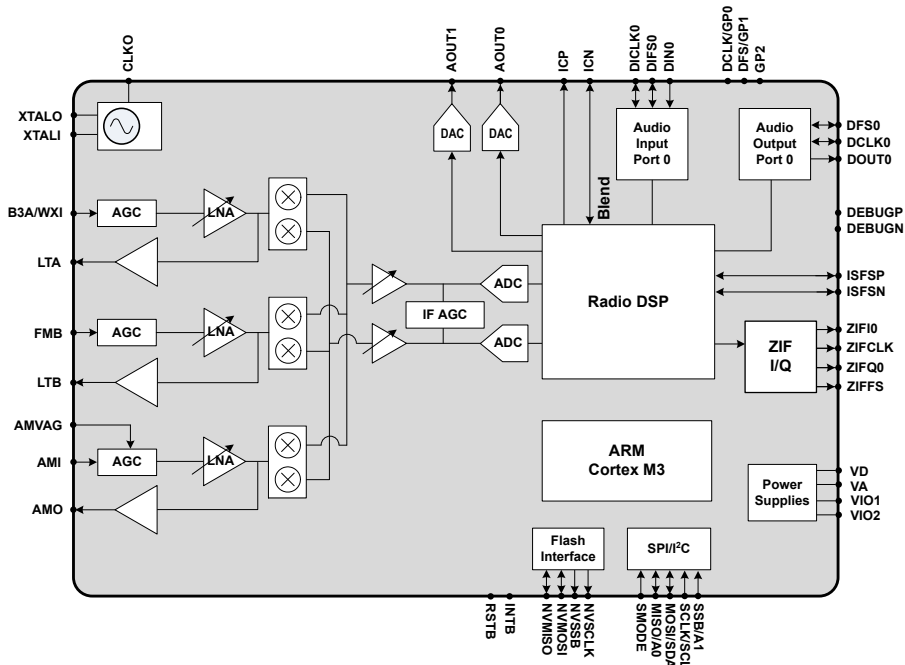 CLKO
AOUT1
AOUT0
ICP
ICN
DICLK0
DIFS0
DIN0
DCLK/GP0
DFS/GP1
GP2
XTALO
XTALI
DAC
DAC
Audio
Input
Port 0
Audio
Output
Port 0
DFS0
DCLK0
DOUT0
Blend
B3A/WXI
AGC
LNA
DEBUGP
DEBUGN
LTA
ADC
ISFSP
ISFSN
Radio DSP
IF AGC
FMB
AGC
LNA
ADC
ZIF
I/Q
ZIFI0
ZIFCLK
ZIFQ0
ZIFFS
LTB
AMVAG
AMI
AGC
LNA
ARM
Cortex M3
Power
Supplies
VD
VA
VIO1
VIO2
AMO
Flash
Interface
SPI/I²C
RSTB
INTB
NVMISO
NVMOSI
NVSSB
NVSCLK
SMODE
MISO/A0
MOSI/SDA
SCLK/SCL
SSB/A1